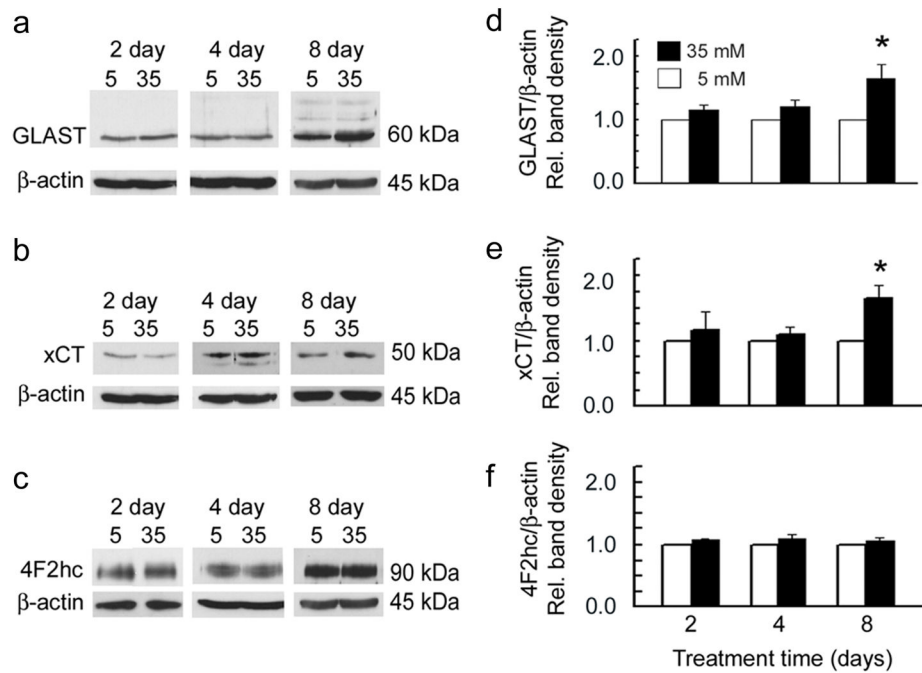 a
2 day 4 day 8 day
5 35 5 35 5 35
GLAST 60 kDa
β-actin 45 kDa
b
2 day 4 day 8 day
5 35 5 35 5 35
xCT 50 kDa
β-actin 45 kDa
c
2 day 4 day 8 day
5 35 5 35 5 35
4F2hc 90 kDa
β-actin 45 kDa
d
GLAST/β-actin
Rel. band density
2.0
1.0
0.0
35 mM
5 mM
*
e
xCT/β-actin
Rel. band density
2.0
1.0
0.0
*
f
4F2hc/β-actin
Rel. band density
2.0
1.0
0.0
2 4 8
Treatment time (days)